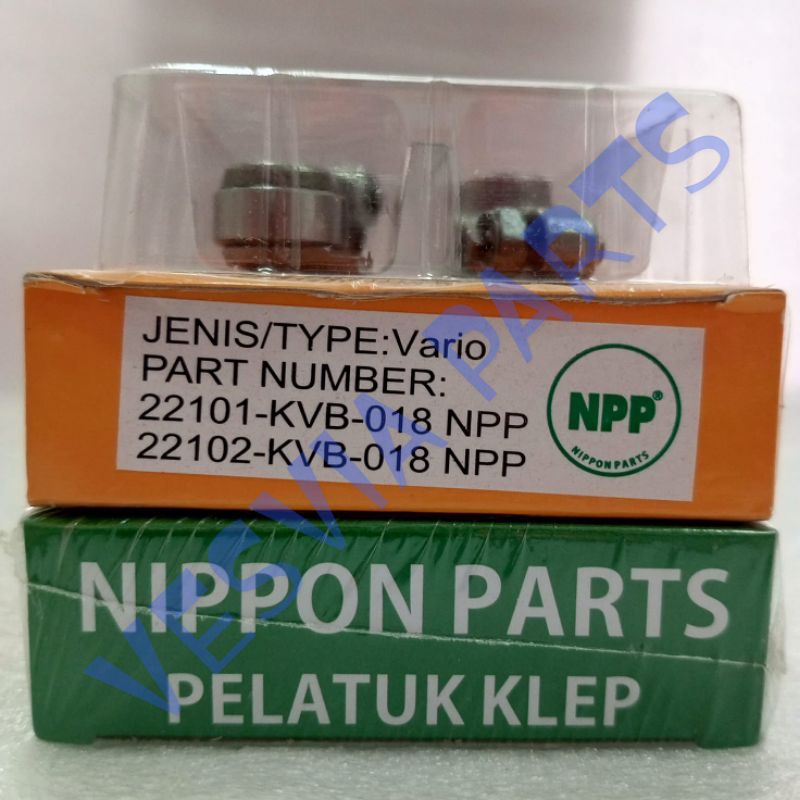 JENIS/TYPE:Vario
PART NUMBER:
22101-KVB-018 NPP
22102-KVB-018 NPP
NPP®
NIPPON PARTS
NIPPON PARTS
PELATUK KLEP
VESVIA PARTS